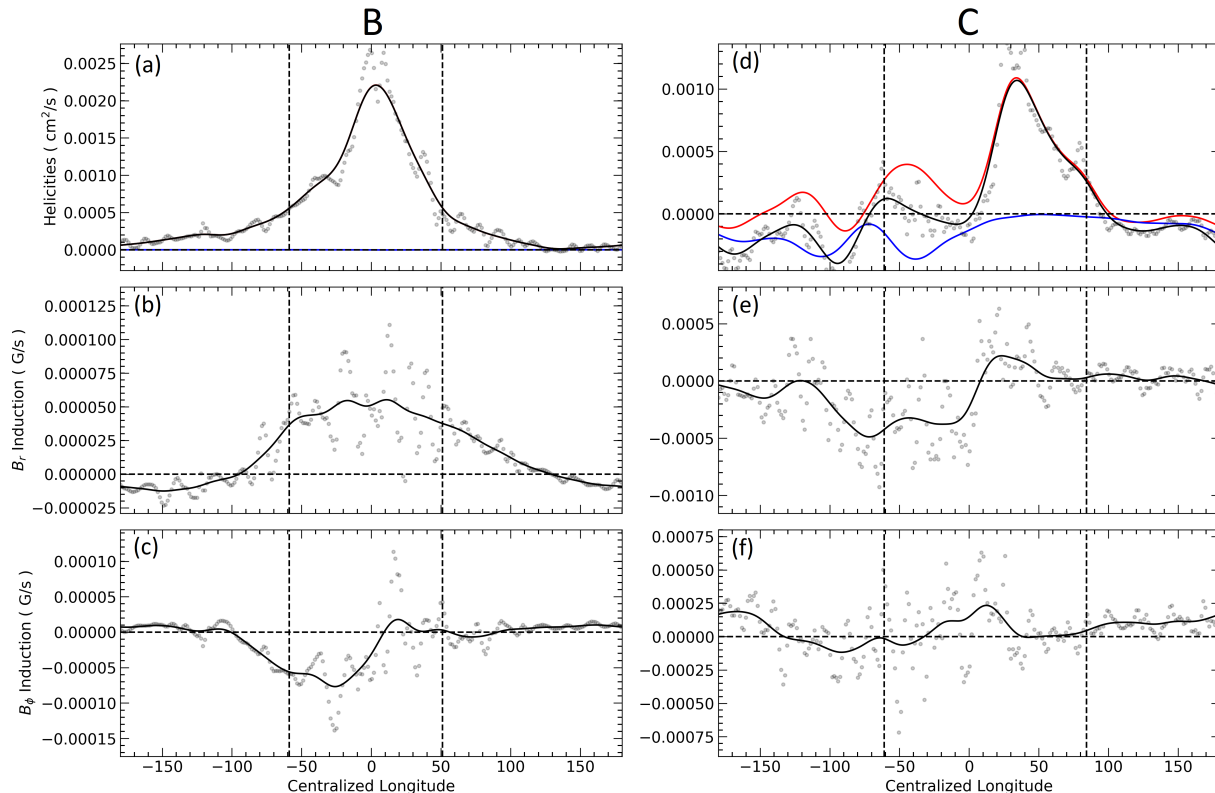 B
C
(a)
Helicities ( cm²/s )
0.0025
0.0020
0.0015
0.0010
0.0005
0.0000
(d)
0.0010
0.0005
0.0000
(b)
B_r Induction ( G/s )
0.000125
0.000100
0.000075
0.000050
0.000025
0.000000
−0.000025
(e)
0.0005
0.0000
−0.0005
−0.0010
(c)
B_ϕ Induction ( G/s )
0.00010
0.00005
0.00000
−0.00005
−0.00010
−0.00015
−150 −100 −50 0 50 100 150
Centralized Longitude
(f)
0.00075
0.00050
0.00025
0.00000
−0.00025
−0.00050
−0.00075
−150 −100 −50 0 50 100 150
Centralized Longitude